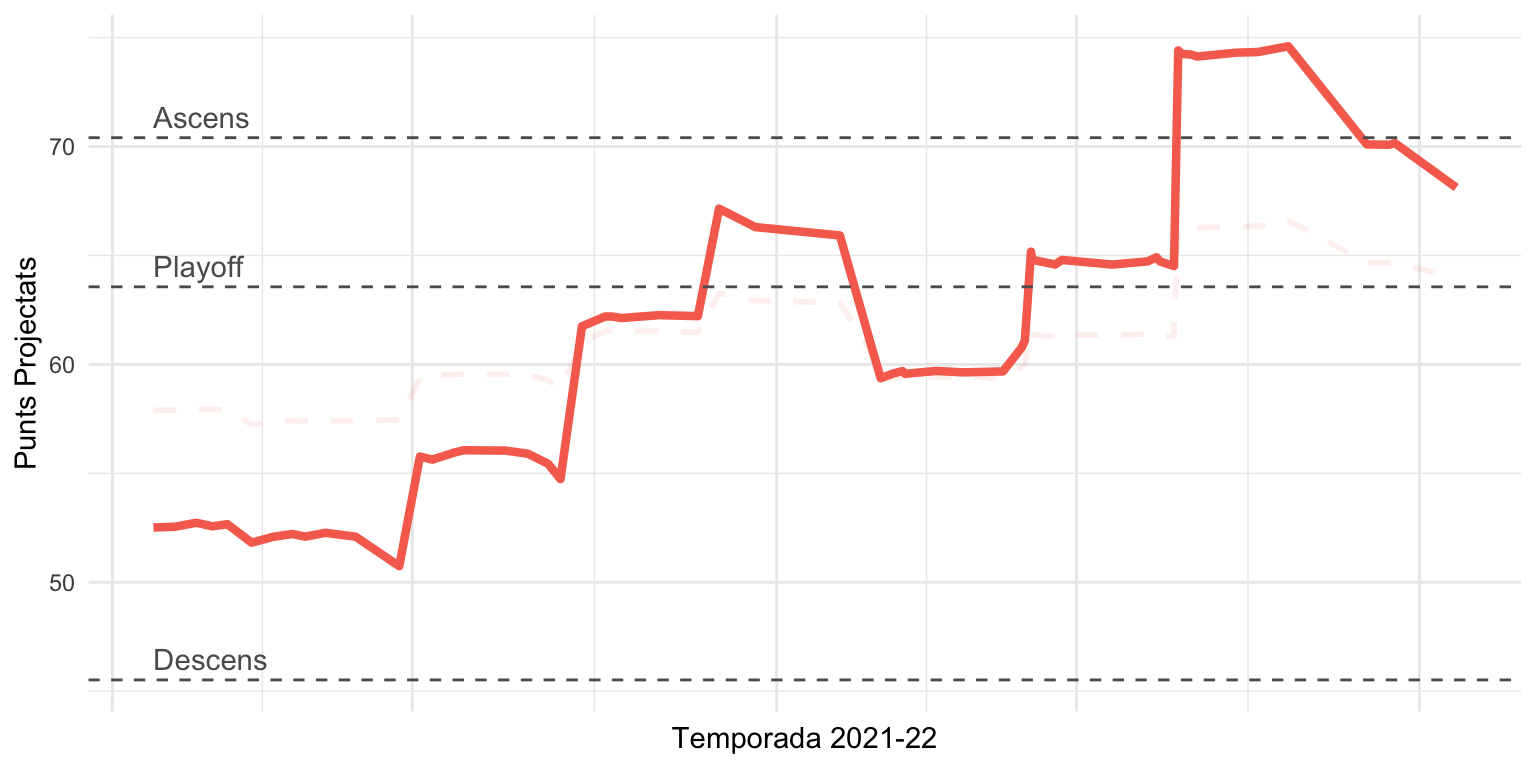 Ascens
70
Playoff
60
50
Descens
Punts Projectats
Temporada 2021-22